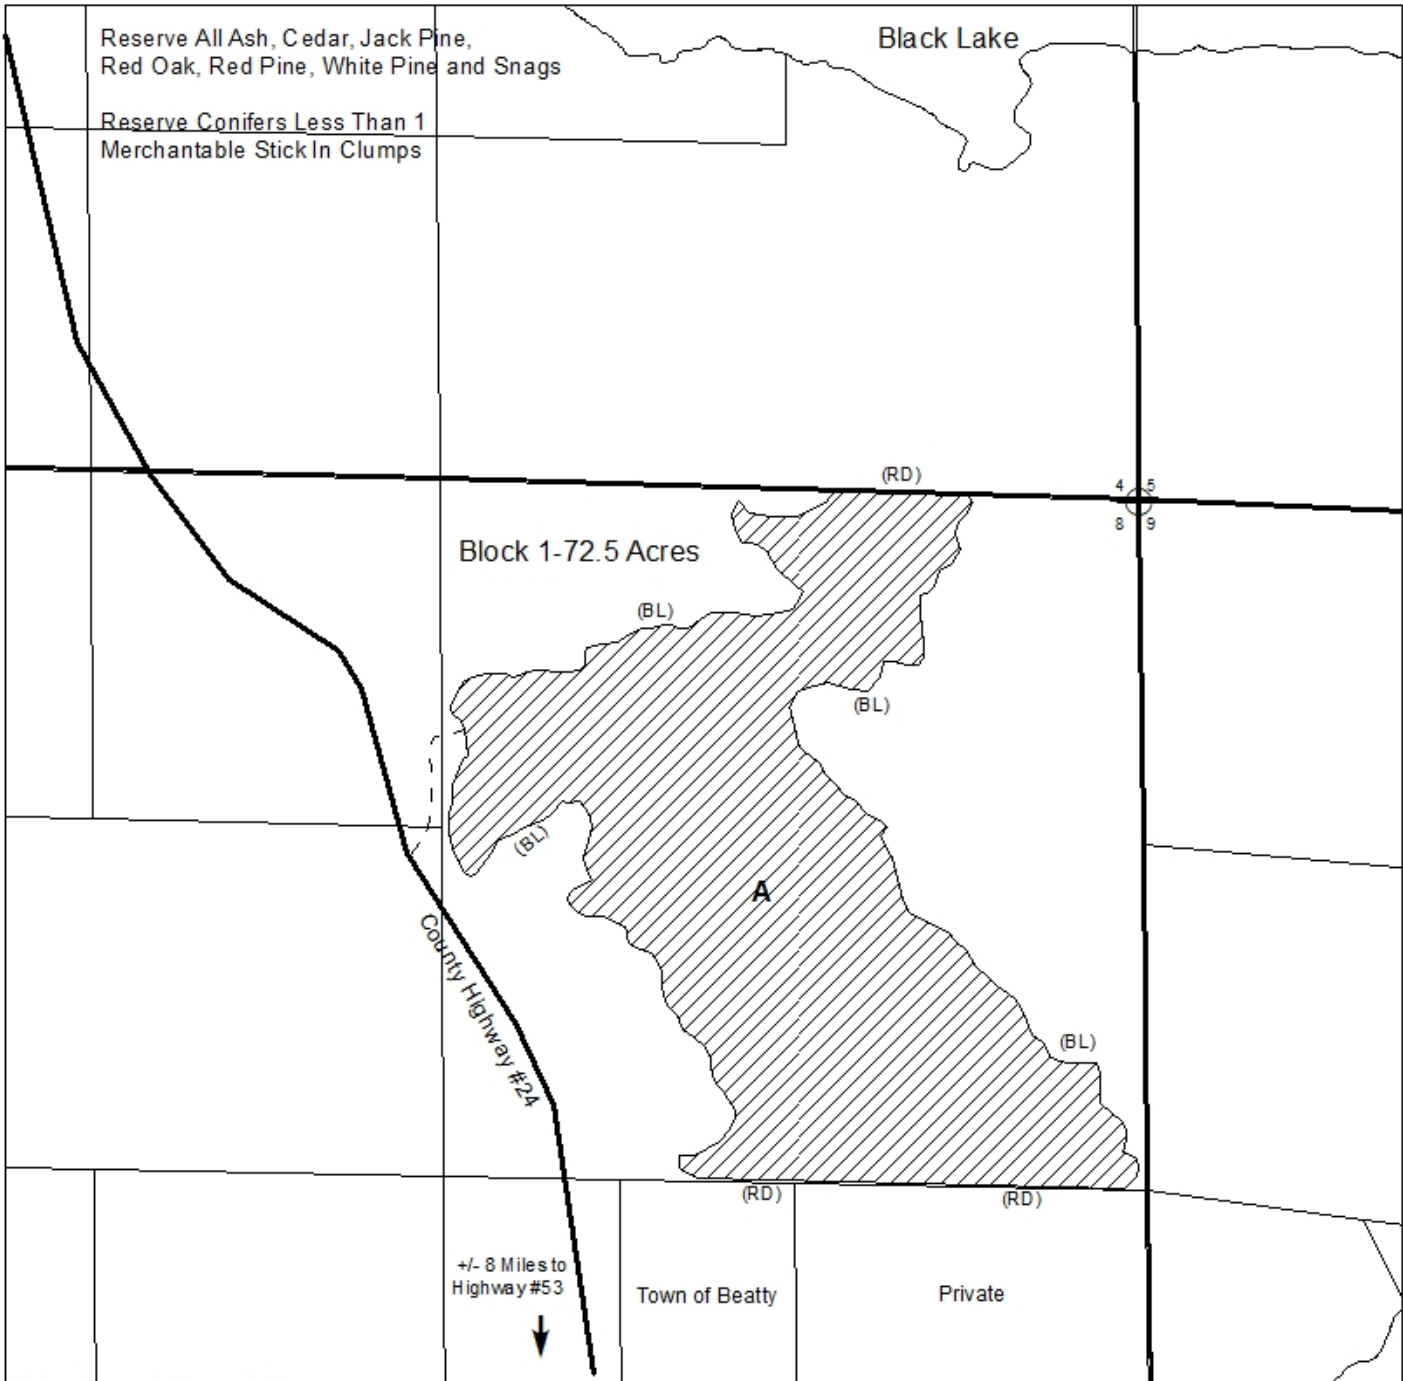 Reserve All Ash, Cedar, Jack Pine,
Red Oak, Red Pine, White Pine and Snags
Reserve Conifers Less Than 1
Merchantable Stick In Clumps
Black Lake
(RD)
4 5
8 9
Block 1-72.5 Acres
(BL)
(BL)
(BL)
A
County Highway #24
(BL)
(RD)
(RD)
+/- 8 Miles to
Highway #53
Town of Beatty
Private